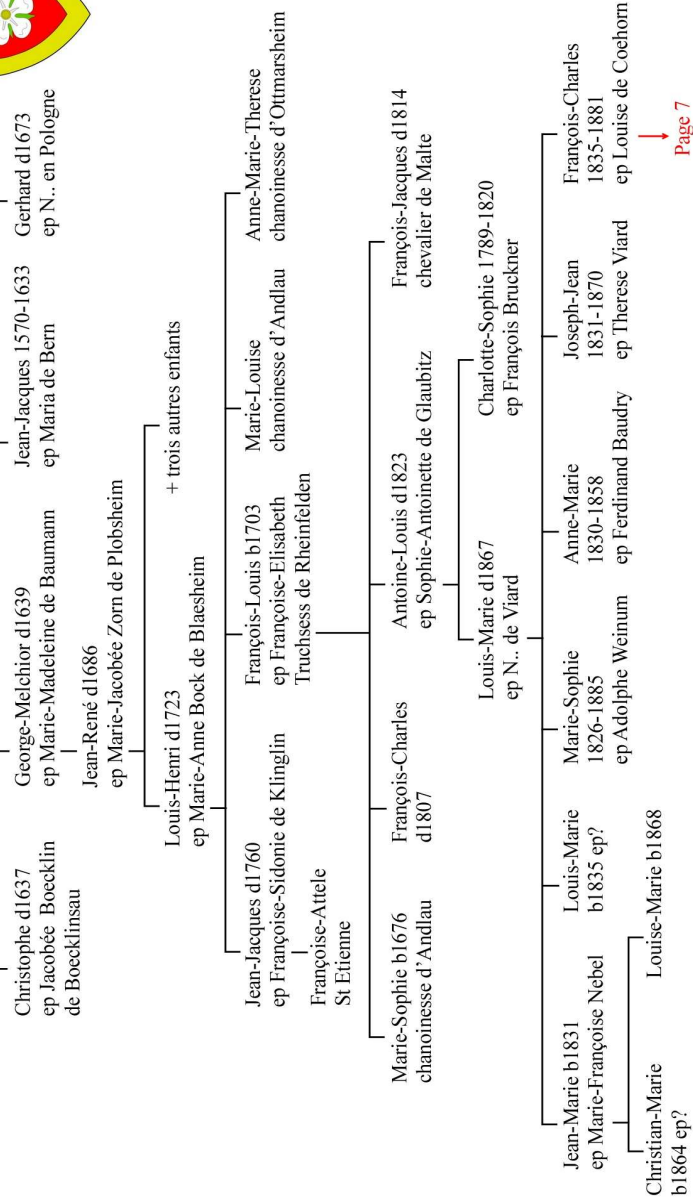 Christophe d1637
ep Jacobée Boecklin
de Boecklinsau
George-Melchior d1639
ep Marie-Madeleine de Baumann
Jean-Jacques 1570-1633
ep Maria de Bern
Gerhard d1673
ep N.. en Pologne
Jean-René d1686
ep Marie-Jacobée Zorn de Plobsheim
Louis-Henri d1723
ep Marie-Anne Bock de Blaesheim
+ trois autres enfants
Jean-Jacques d1760
ep Françoise-Sidonie de Klinglin
François-Louis b1703
ep Françoise-Elisabeth
Truchsess de Rheinfelden
Marie-Louise
chanoinesse d'Andlau
Anne-Marie-Therese
chanoinesse d'Ottmarsheim
Françoise-Attele
St Etienne
Marie-Sophie b1676
chanoinesse d'Andlau
François-Charles
d1807
Antoine-Louis d1823
ep Sophie-Antoinette de Glaubitz
François-Jacques d1814
chevalier de Malte
Louis-Marie d1867
ep N.. de Viard
Charlotte-Sophie 1789-1820
ep François Bruckner
Jean-Marie b1831
ep Marie-Françoise Nebel
Louis-Marie
b1835 ep?
Marie-Sophie
1826-1885
ep Adolphe Weinum
Anne-Marie
1830-1858
ep Ferdinand Baudry
Joseph-Jean
1831-1870
ep Therese Viard
François-Charles
1835-1881
ep Louise de Coehorn
Christian-Marie
b1864 ep?
Louise-Marie b1868
Page 7